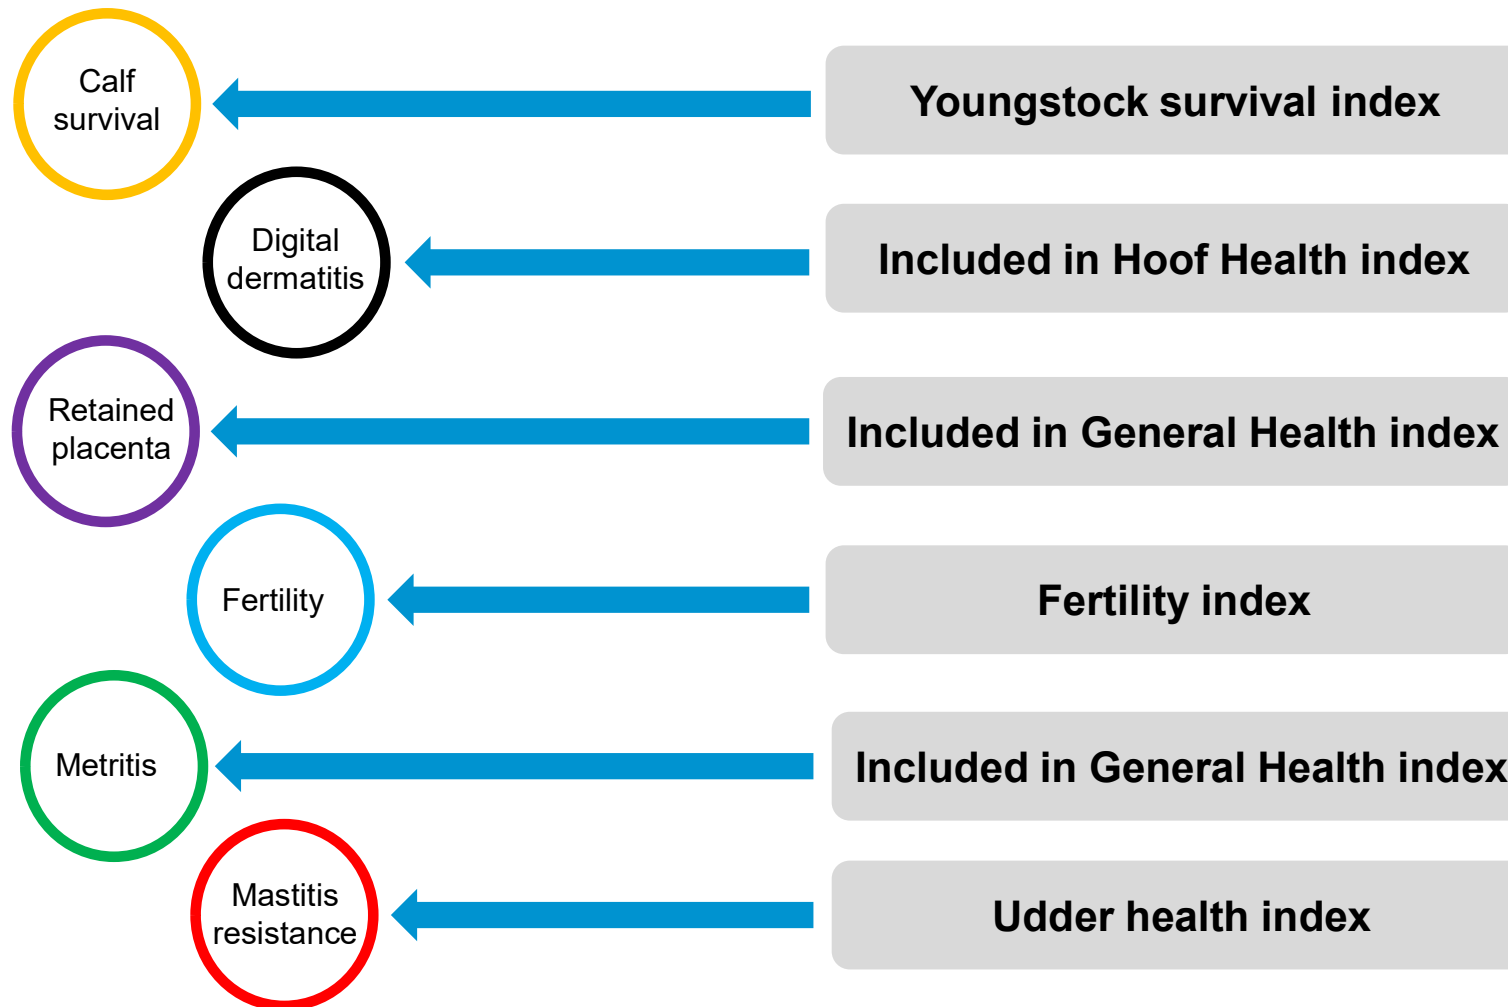 Calf
survival
Youngstock survival index
Digital
dermatitis
Included in Hoof Health index
Retained
placenta
Included in General Health index
Fertility
Fertility index
Metritis
Included in General Health index
Mastitis
resistance
Udder health index